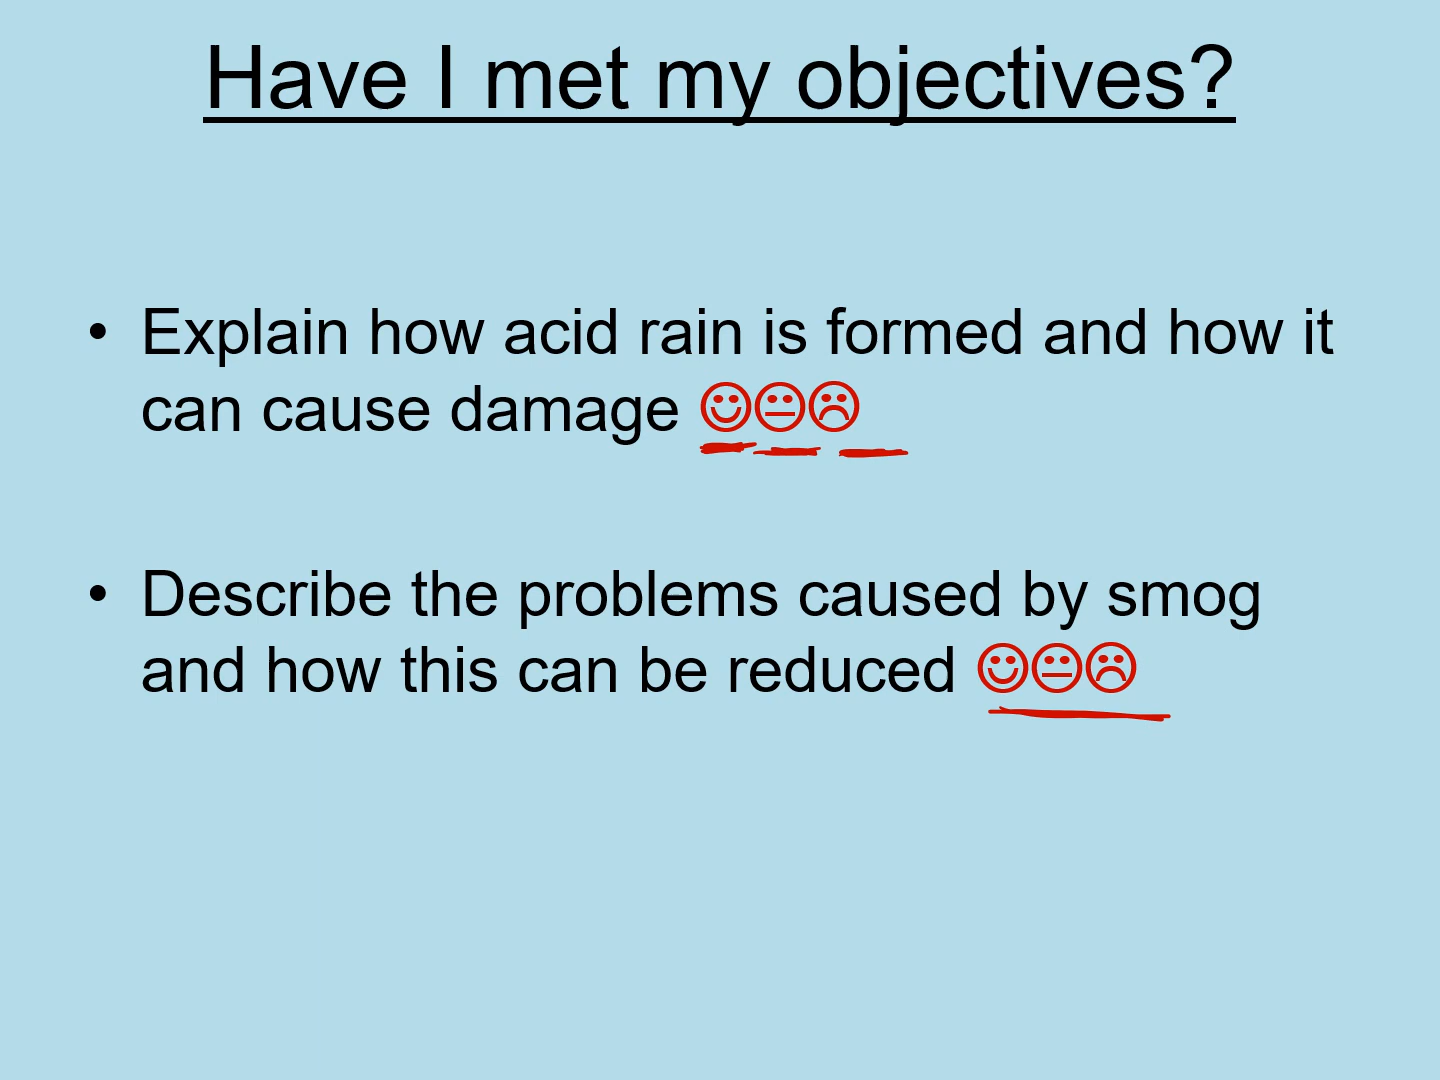 Have I met my objectives?
• Explain how acid rain is formed and how it
can cause damage ☺😐☹
• Describe the problems caused by smog
and how this can be reduced ☺😐☹